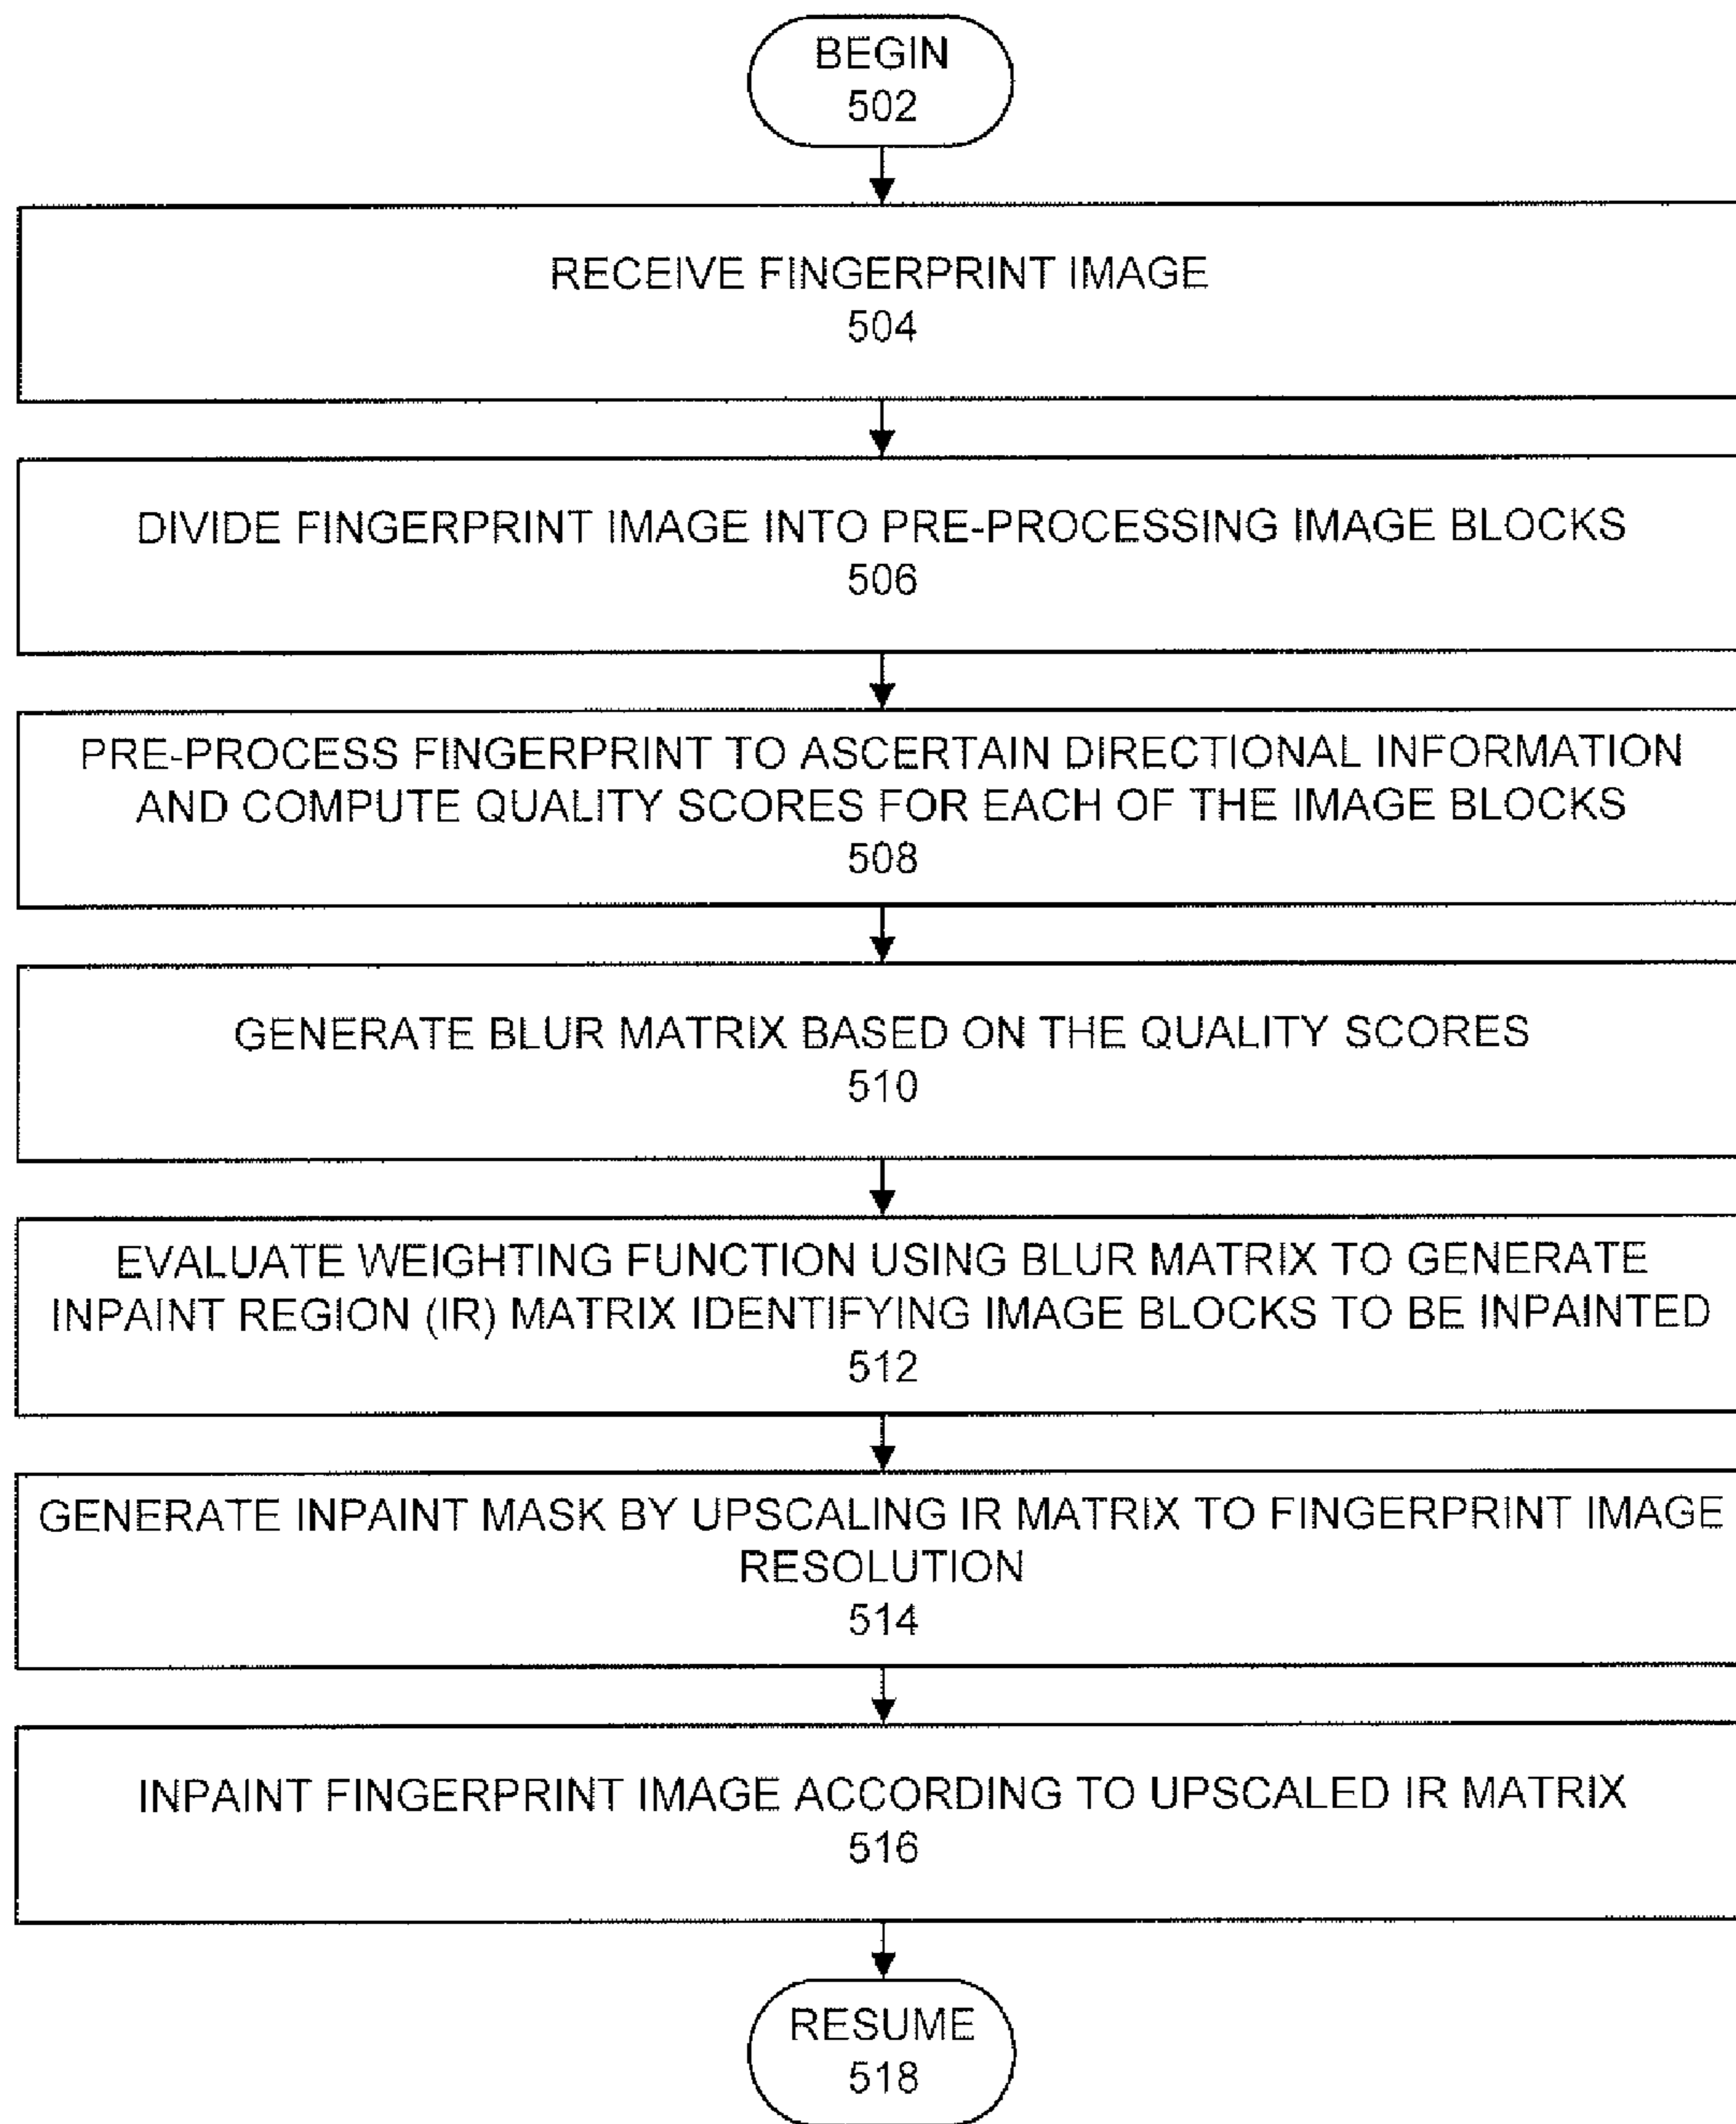 BEGIN
502
RECEIVE FINGERPRINT IMAGE
504
DIVIDE FINGERPRINT IMAGE INTO PRE-PROCESSING IMAGE BLOCKS
506
PRE-PROCESS FINGERPRINT TO ASCERTAIN DIRECTIONAL INFORMATION
AND COMPUTE QUALITY SCORES FOR EACH OF THE IMAGE BLOCKS
508
GENERATE BLUR MATRIX BASED ON THE QUALITY SCORES
510
EVALUATE WEIGHTING FUNCTION USING BLUR MATRIX TO GENERATE
INPAINT REGION (IR) MATRIX IDENTIFYING IMAGE BLOCKS TO BE INPAINTED
512
GENERATE INPAINT MASK BY UPSCALING IR MATRIX TO FINGERPRINT IMAGE
RESOLUTION
514
INPAINT FINGERPRINT IMAGE ACCORDING TO UPSCALED IR MATRIX
516
RESUME
518